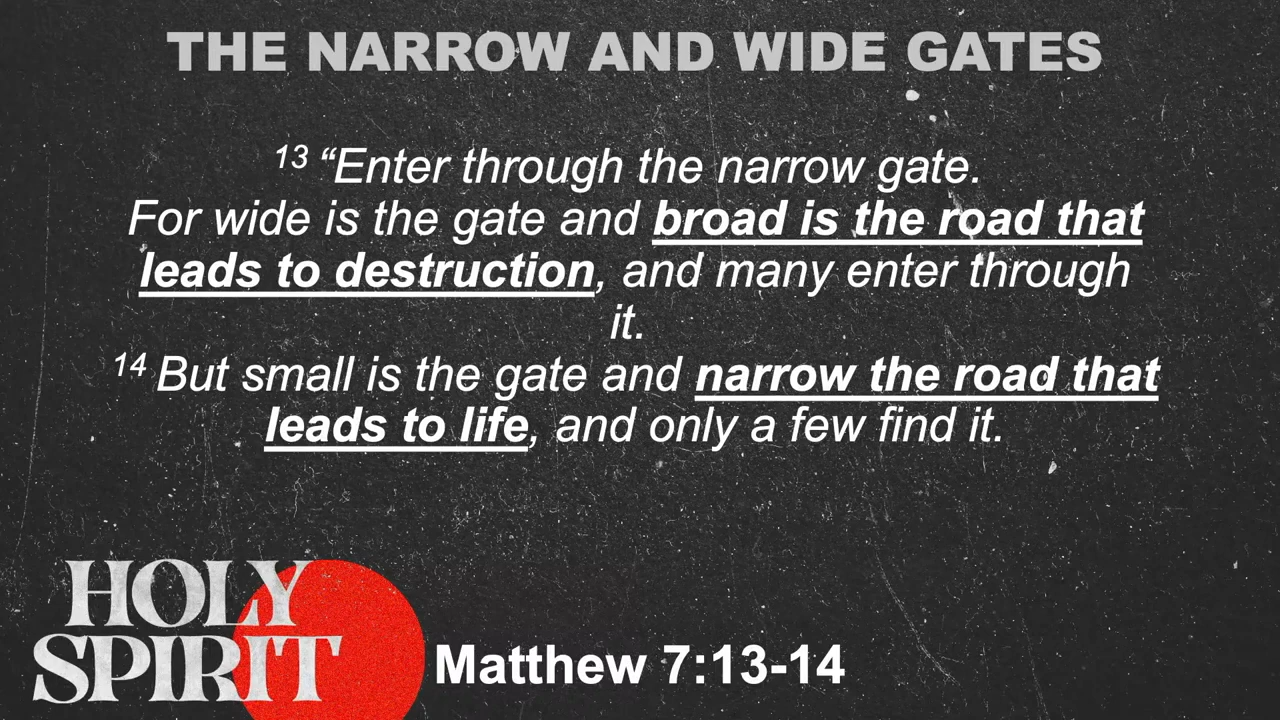 THE NARROW AND WIDE GATES
13 “Enter through the narrow gate.
For wide is the gate and broad is the road that
leads to destruction, and many enter through
it.
14 But small is the gate and narrow the road that
leads to life, and only a few find it.
HOLY
SPIRIT
Matthew 7:13-14